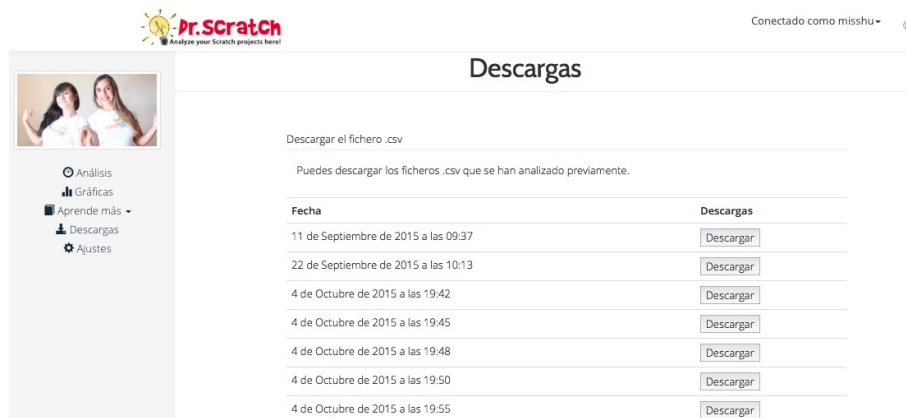 Dr.Scratch
Analyze your Scratch projects here!
Conectado como misshu
Descargas
Análisis
Gráficas
Aprende más
Descargas
Ajustes
Descargar el fichero .csv
Puedes descargar los ficheros .csv que se han analizado previamente.
Fecha Descargas
11 de Septiembre de 2015 a las 09:37 Descargar
22 de Septiembre de 2015 a las 10:13 Descargar
4 de Octubre de 2015 a las 19:42 Descargar
4 de Octubre de 2015 a las 19:45 Descargar
4 de Octubre de 2015 a las 19:48 Descargar
4 de Octubre de 2015 a las 19:50 Descargar
4 de Octubre de 2015 a las 19:55 Descargar